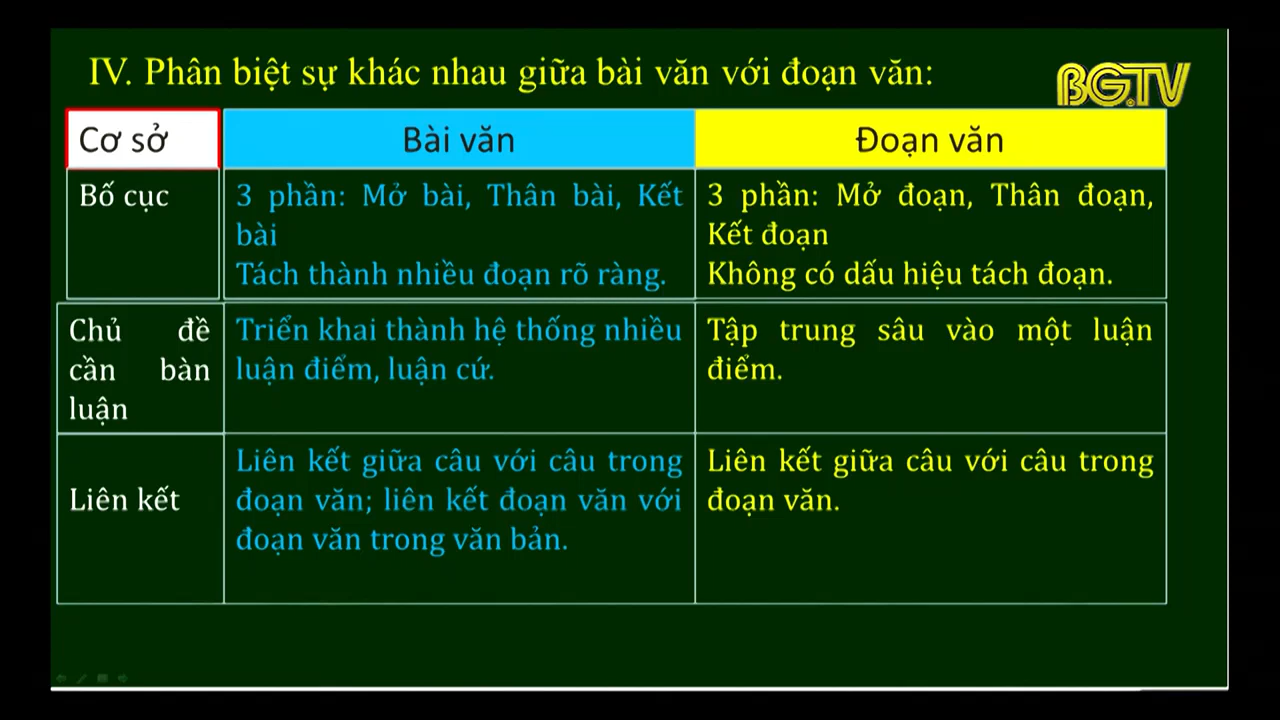 IV. Phân biệt sự khác nhau giữa bài văn với đoạn văn:
BG.TV
Cơ sở
Bài văn
Đoạn văn
Bố cục
3 phần: Mở bài, Thân bài, Kết
bài
Tách thành nhiều đoạn rõ ràng.
3 phần: Mở đoạn, Thân đoạn,
Kết đoạn
Không có dấu hiệu tách đoạn.
Chủ đề
cần bàn
luận
Triển khai thành hệ thống nhiều
luận điểm, luận cứ.
Tập trung sâu vào một luận
điểm.
Liên kết
Liên kết giữa câu với câu trong
đoạn văn; liên kết đoạn văn với
đoạn văn trong văn bản.
Liên kết giữa câu với câu trong
đoạn văn.